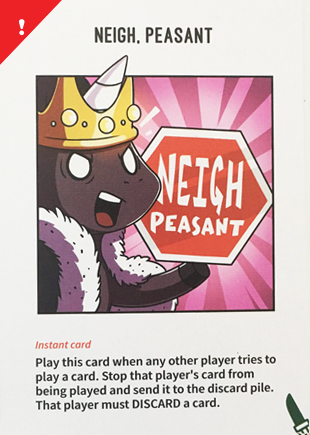 !
NEIGH, PEASANT
NEIGH
PEASANT
Instant card
Play this card when any other player tries to
play a card. Stop that player's card from
being played and send it to the discard pile.
That player must DISCARD a card.